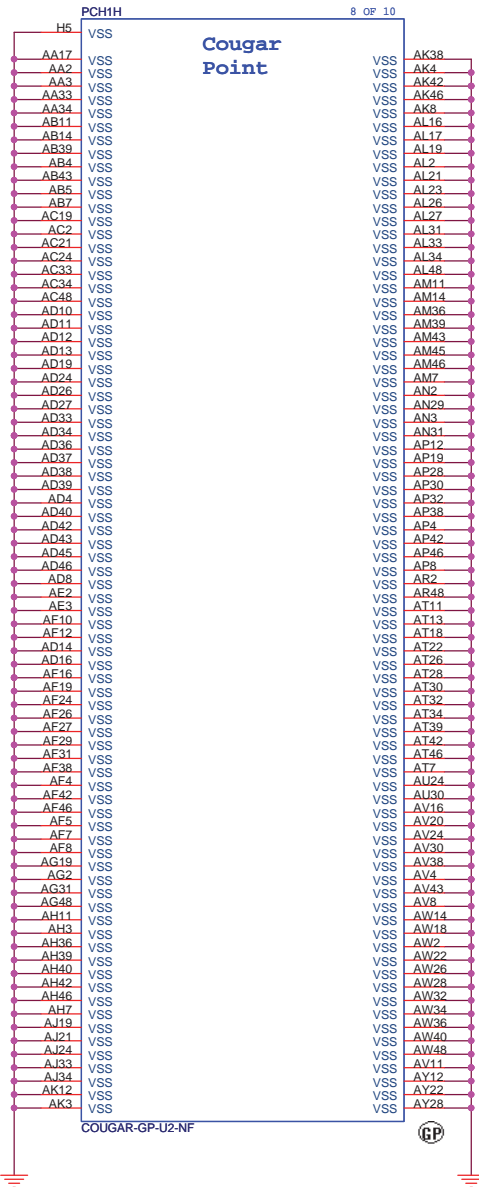 PCH1H 8 OF 10
Cougar
Point
H5 VSS
AA17 VSS VSS AK38
AA2 VSS VSS AK4
AA3 VSS VSS AK42
AA33 VSS VSS AK46
AA34 VSS VSS AK8
AB11 VSS VSS AL16
AB14 VSS VSS AL17
AB39 VSS VSS AL19
AB4 VSS VSS AL2
AB43 VSS VSS AL21
AB5 VSS VSS AL23
AB7 VSS VSS AL26
AC19 VSS VSS AL27
AC2 VSS VSS AL31
AC21 VSS VSS AL33
AC24 VSS VSS AL34
AC33 VSS VSS AL48
AC34 VSS VSS AM11
AC48 VSS VSS AM14
AD10 VSS VSS AM36
AD11 VSS VSS AM39
AD12 VSS VSS AM43
AD13 VSS VSS AM45
AD19 VSS VSS AM46
AD24 VSS VSS AM7
AD26 VSS VSS AN2
AD27 VSS VSS AN29
AD33 VSS VSS AN3
AD34 VSS VSS AN31
AD36 VSS VSS AP12
AD37 VSS VSS AP19
AD38 VSS VSS AP28
AD39 VSS VSS AP30
AD4 VSS VSS AP32
AD40 VSS VSS AP38
AD42 VSS VSS AP4
AD43 VSS VSS AP42
AD45 VSS VSS AP46
AD46 VSS VSS AP8
AD8 VSS VSS AR2
AE2 VSS VSS AR48
AE3 VSS VSS AT11
AF10 VSS VSS AT13
AF12 VSS VSS AT18
AD14 VSS VSS AT22
AD16 VSS VSS AT26
AF16 VSS VSS AT28
AF19 VSS VSS AT30
AF24 VSS VSS AT32
AF26 VSS VSS AT34
AF27 VSS VSS AT39
AF29 VSS VSS AT42
AF31 VSS VSS AT46
AF38 VSS VSS AT7
AF4 VSS VSS AU24
AF42 VSS VSS AU30
AF46 VSS VSS AV16
AF5 VSS VSS AV20
AF7 VSS VSS AV24
AF8 VSS VSS AV30
AG19 VSS VSS AV38
AG2 VSS VSS AV4
AG31 VSS VSS AV43
AG48 VSS VSS AV8
AH11 VSS VSS AW14
AH3 VSS VSS AW18
AH36 VSS VSS AW2
AH39 VSS VSS AW22
AH40 VSS VSS AW26
AH42 VSS VSS AW28
AH46 VSS VSS AW32
AH7 VSS VSS AW34
AJ19 VSS VSS AW36
AJ21 VSS VSS AW40
AJ24 VSS VSS AW48
AJ33 VSS VSS AV11
AJ34 VSS VSS AY12
AK12 VSS VSS AY22
AK3 VSS VSS AY28
COUGAR-GP-U2-NF GP